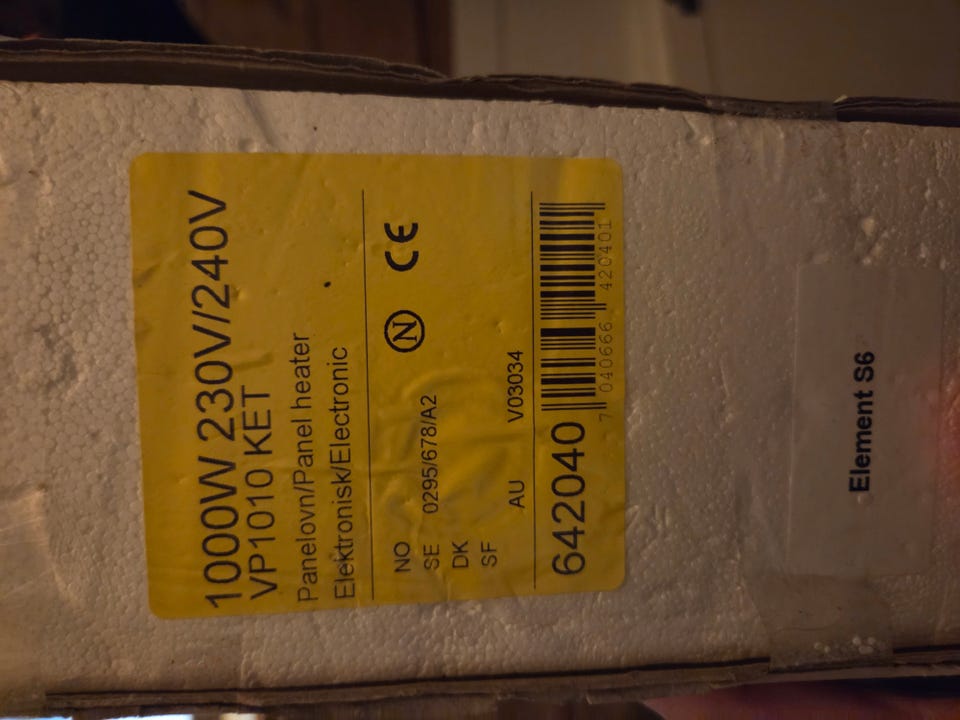 1000W 230V/240V
VP1010 KET
Panelovn/Panel heater
Elektronisk/Electronic
NO
SE 0295/678/A2
DK
SF
AU V03034
N
CE
642040
7 040666 420401
Element S6